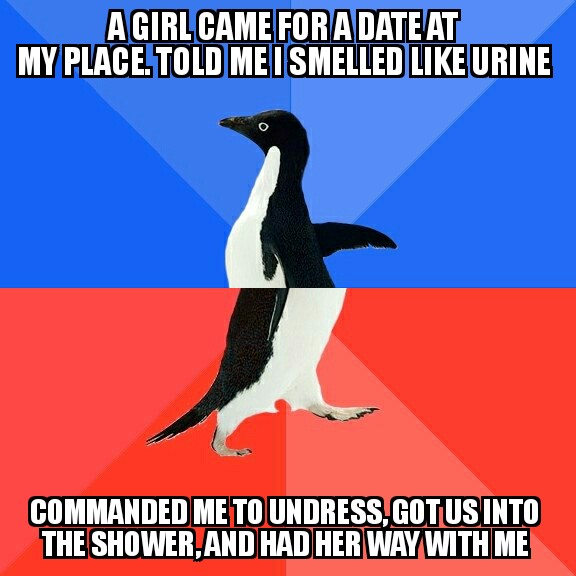 A GIRL CAME FOR A DATE AT
MY PLACE. TOLD ME I SMELLED LIKE URINE
COMMANDED ME TO UNDRESS, GOT US INTO
THE SHOWER, AND HAD HER WAY WITH ME